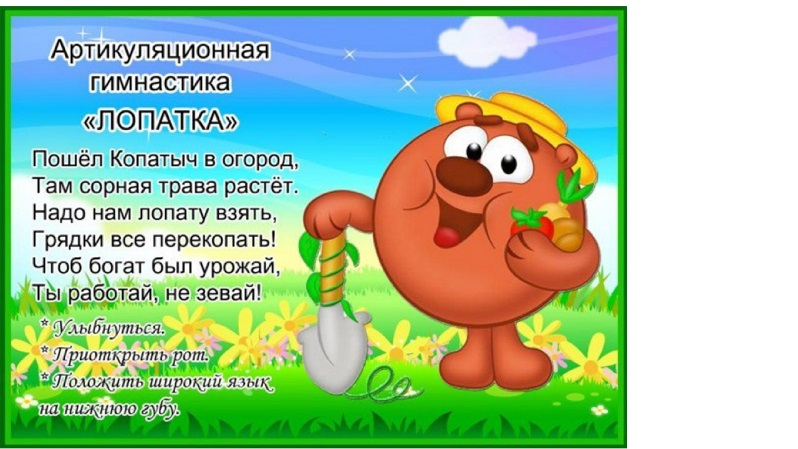 Артикуляционная
гимнастика
«ЛОПАТКА»
Пошёл Копатыч в огород,
Там сорная трава растёт.
Надо нам лопату взять,
Грядки все перекопать!
Чтоб богат был урожай,
Ты работай, не зевай!
* Улыбнуться.
* Приоткрыть рот.
* Положить широкий язык
на нижнюю губу.